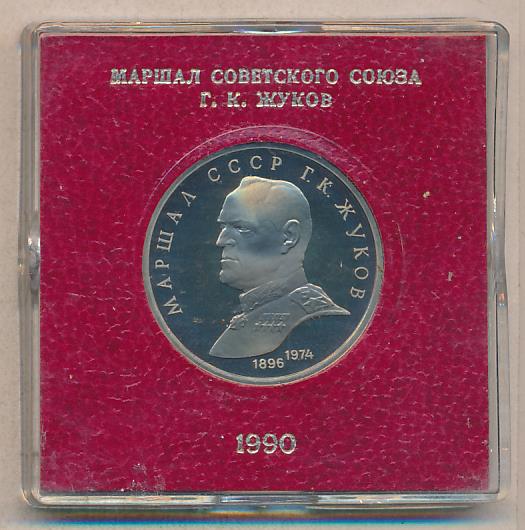 МАРШАЛ СОВЕТСКОГО СОЮЗА
Г. К. ЖУКОВ
МАРШАЛ СССР Г.К. ЖУКОВ
1896 1974
1990